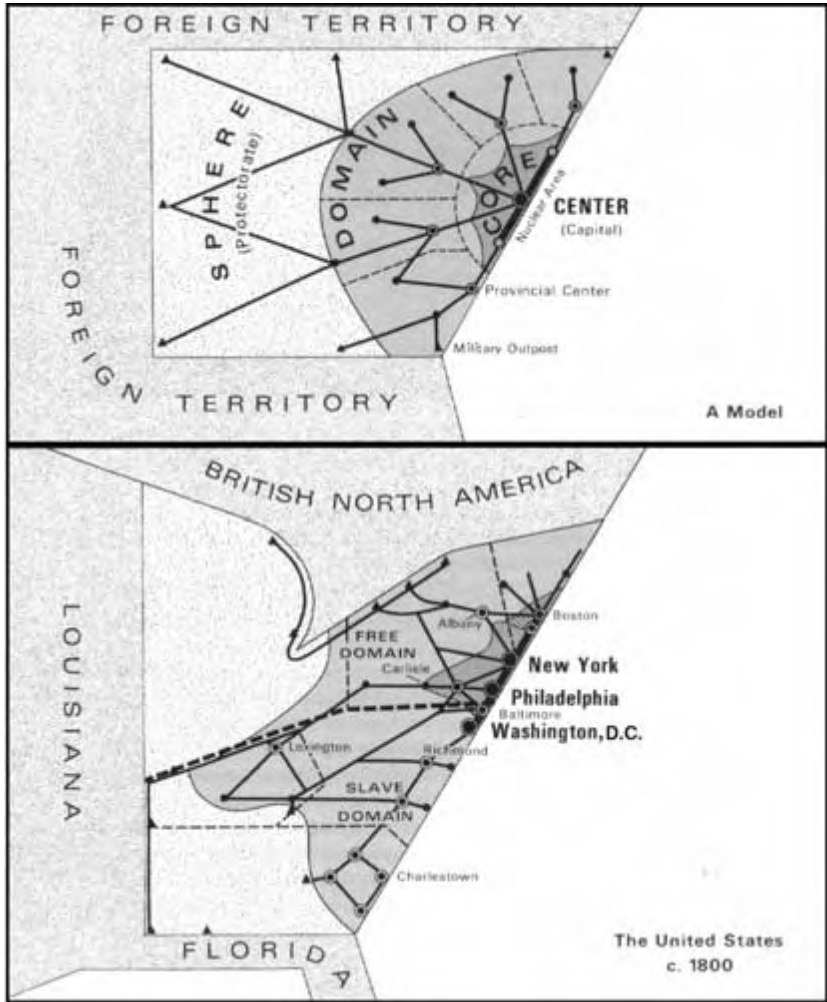 FOREIGN TERRITORY
SPHERE
(Protectorate)
DOMAIN
CORE
Nuclear Area
CENTER
(Capital)
Provincial Center
Military Outpost
FOREIGN TERRITORY
A Model
BRITISH NORTH AMERICA
LOUISIANA
Albany
Boston
FREE
DOMAIN
Carlisle
New York
Philadelphia
Baltimore
Washington, D.C.
Lexington
Richmond
SLAVE
DOMAIN
Charlestown
FLORIDA
The United States
c. 1800